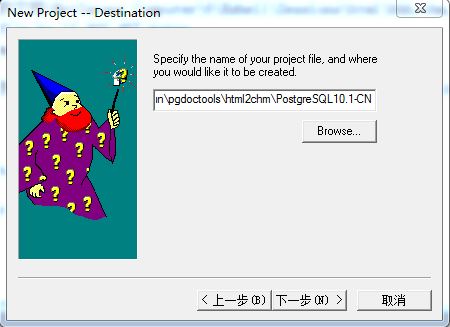 New Project -- Destination
Specify the name of your project file, and where
you would like it to be created.
in\pgdoctools\html2chm\PostgreSQL10.1-CN
Browse...
< 上一步(B)
下一步(N) >
取消